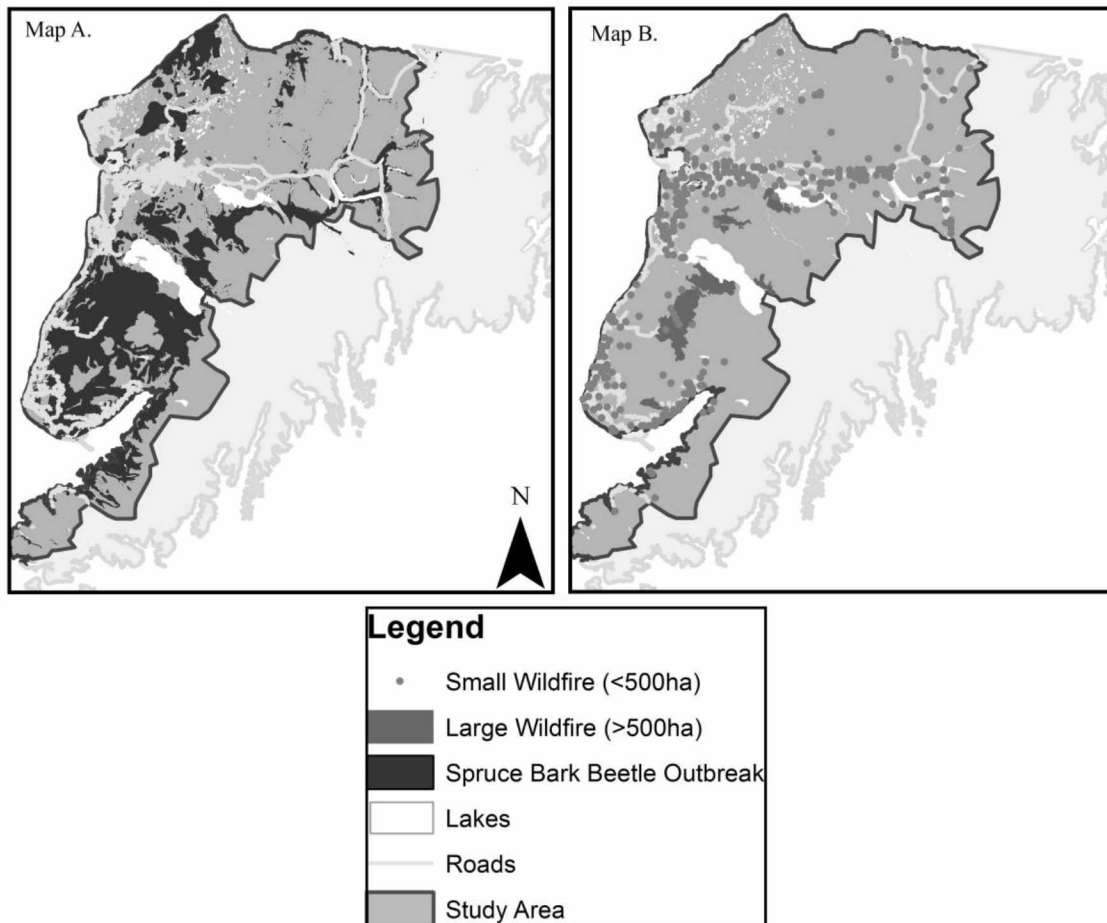 Map A.
Map B.
N
Legend
Small Wildfire (<500ha)
Large Wildfire (>500ha)
Spruce Bark Beetle Outbreak
Lakes
Roads
Study Area